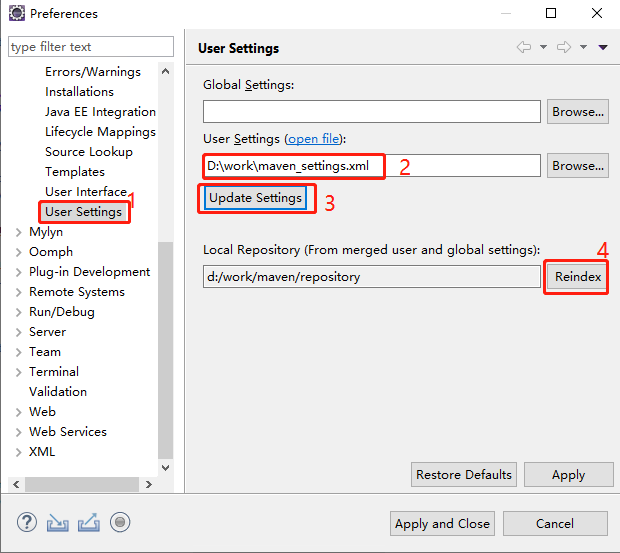 Preferences
type filter text
Errors/Warnings
Installations
Java EE Integration
Lifecycle Mappings
Source Lookup
Templates
User Interface
User Settings
1
Mylyn
Oomph
Plug-in Development
Remote Systems
Run/Debug
Server
Team
Terminal
Validation
Web
Web Services
XML
User Settings
Global Settings:
Browse...
User Settings (open file):
D:\work\maven_settings.xml
2
Browse...
Update Settings
3
Local Repository (From merged user and global settings):
4
d:/work/maven/repository
Reindex
Restore Defaults
Apply
?
Apply and Close
Cancel